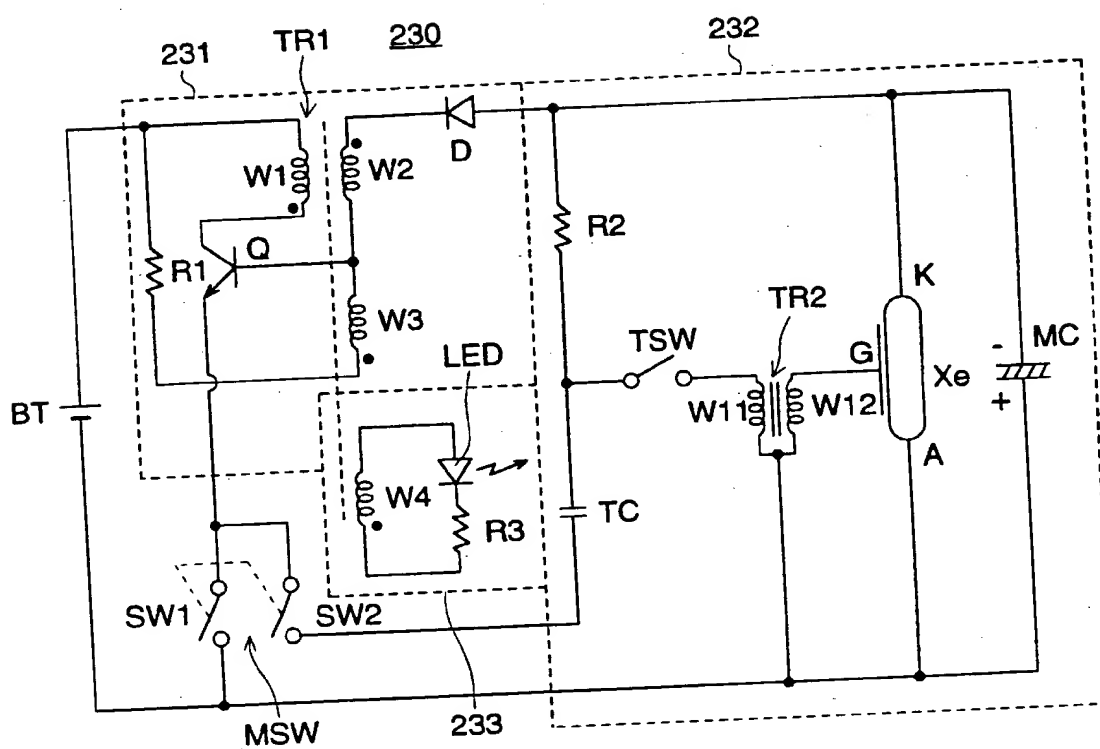 231
TR1
230
232
W1
W2
D
R1
Q
R2
W3
LED
TSW
TR2
K
G
Xe
-
MC
+
BT
W11
W12
A
W4
R3
TC
SW1
SW2
MSW
233